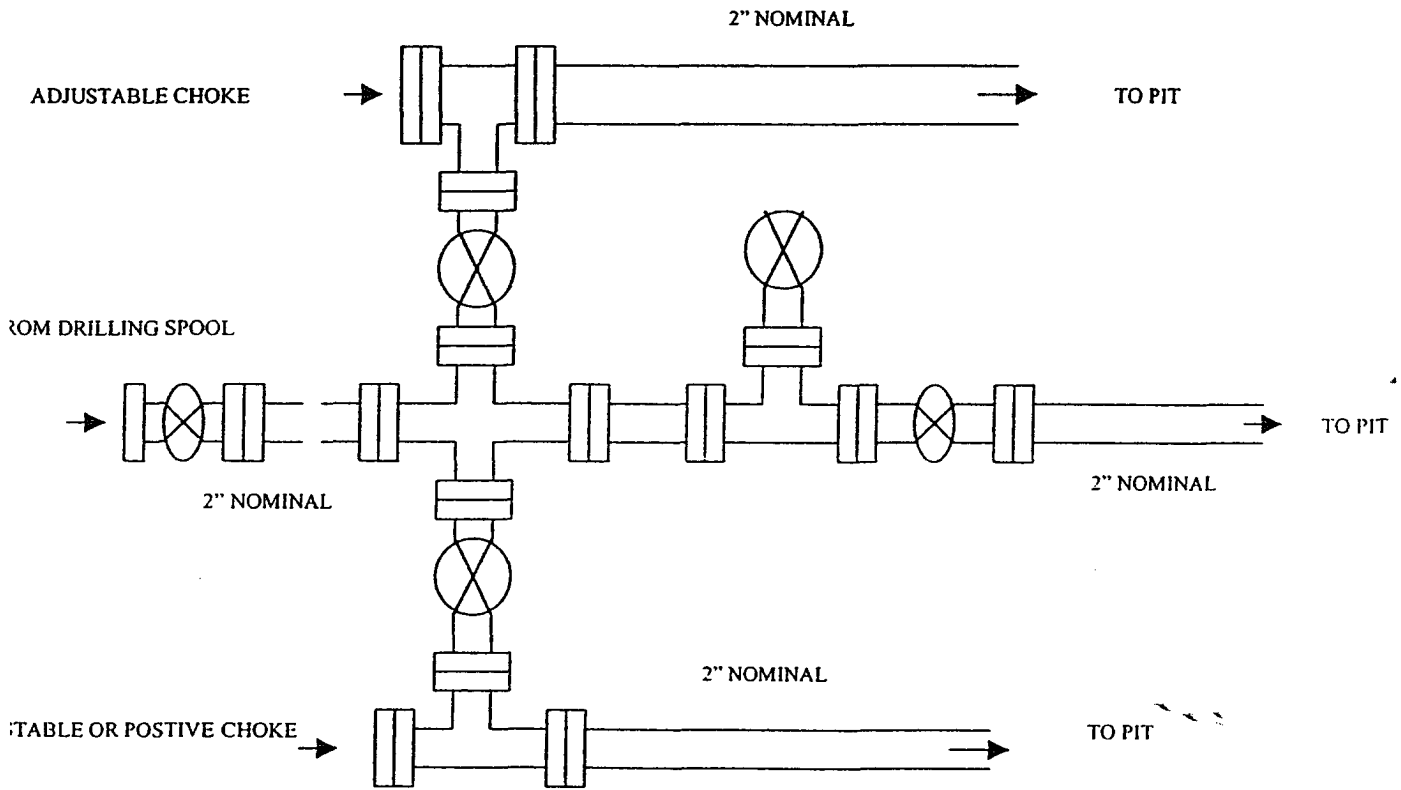 2” NOMINAL
ADJUSTABLE CHOKE
TO PIT
ROM DRILLING SPOOL
TO PIT
2” NOMINAL
2” NOMINAL
2” NOMINAL
TABLE OR POSTIVE CHOKE
TO PIT